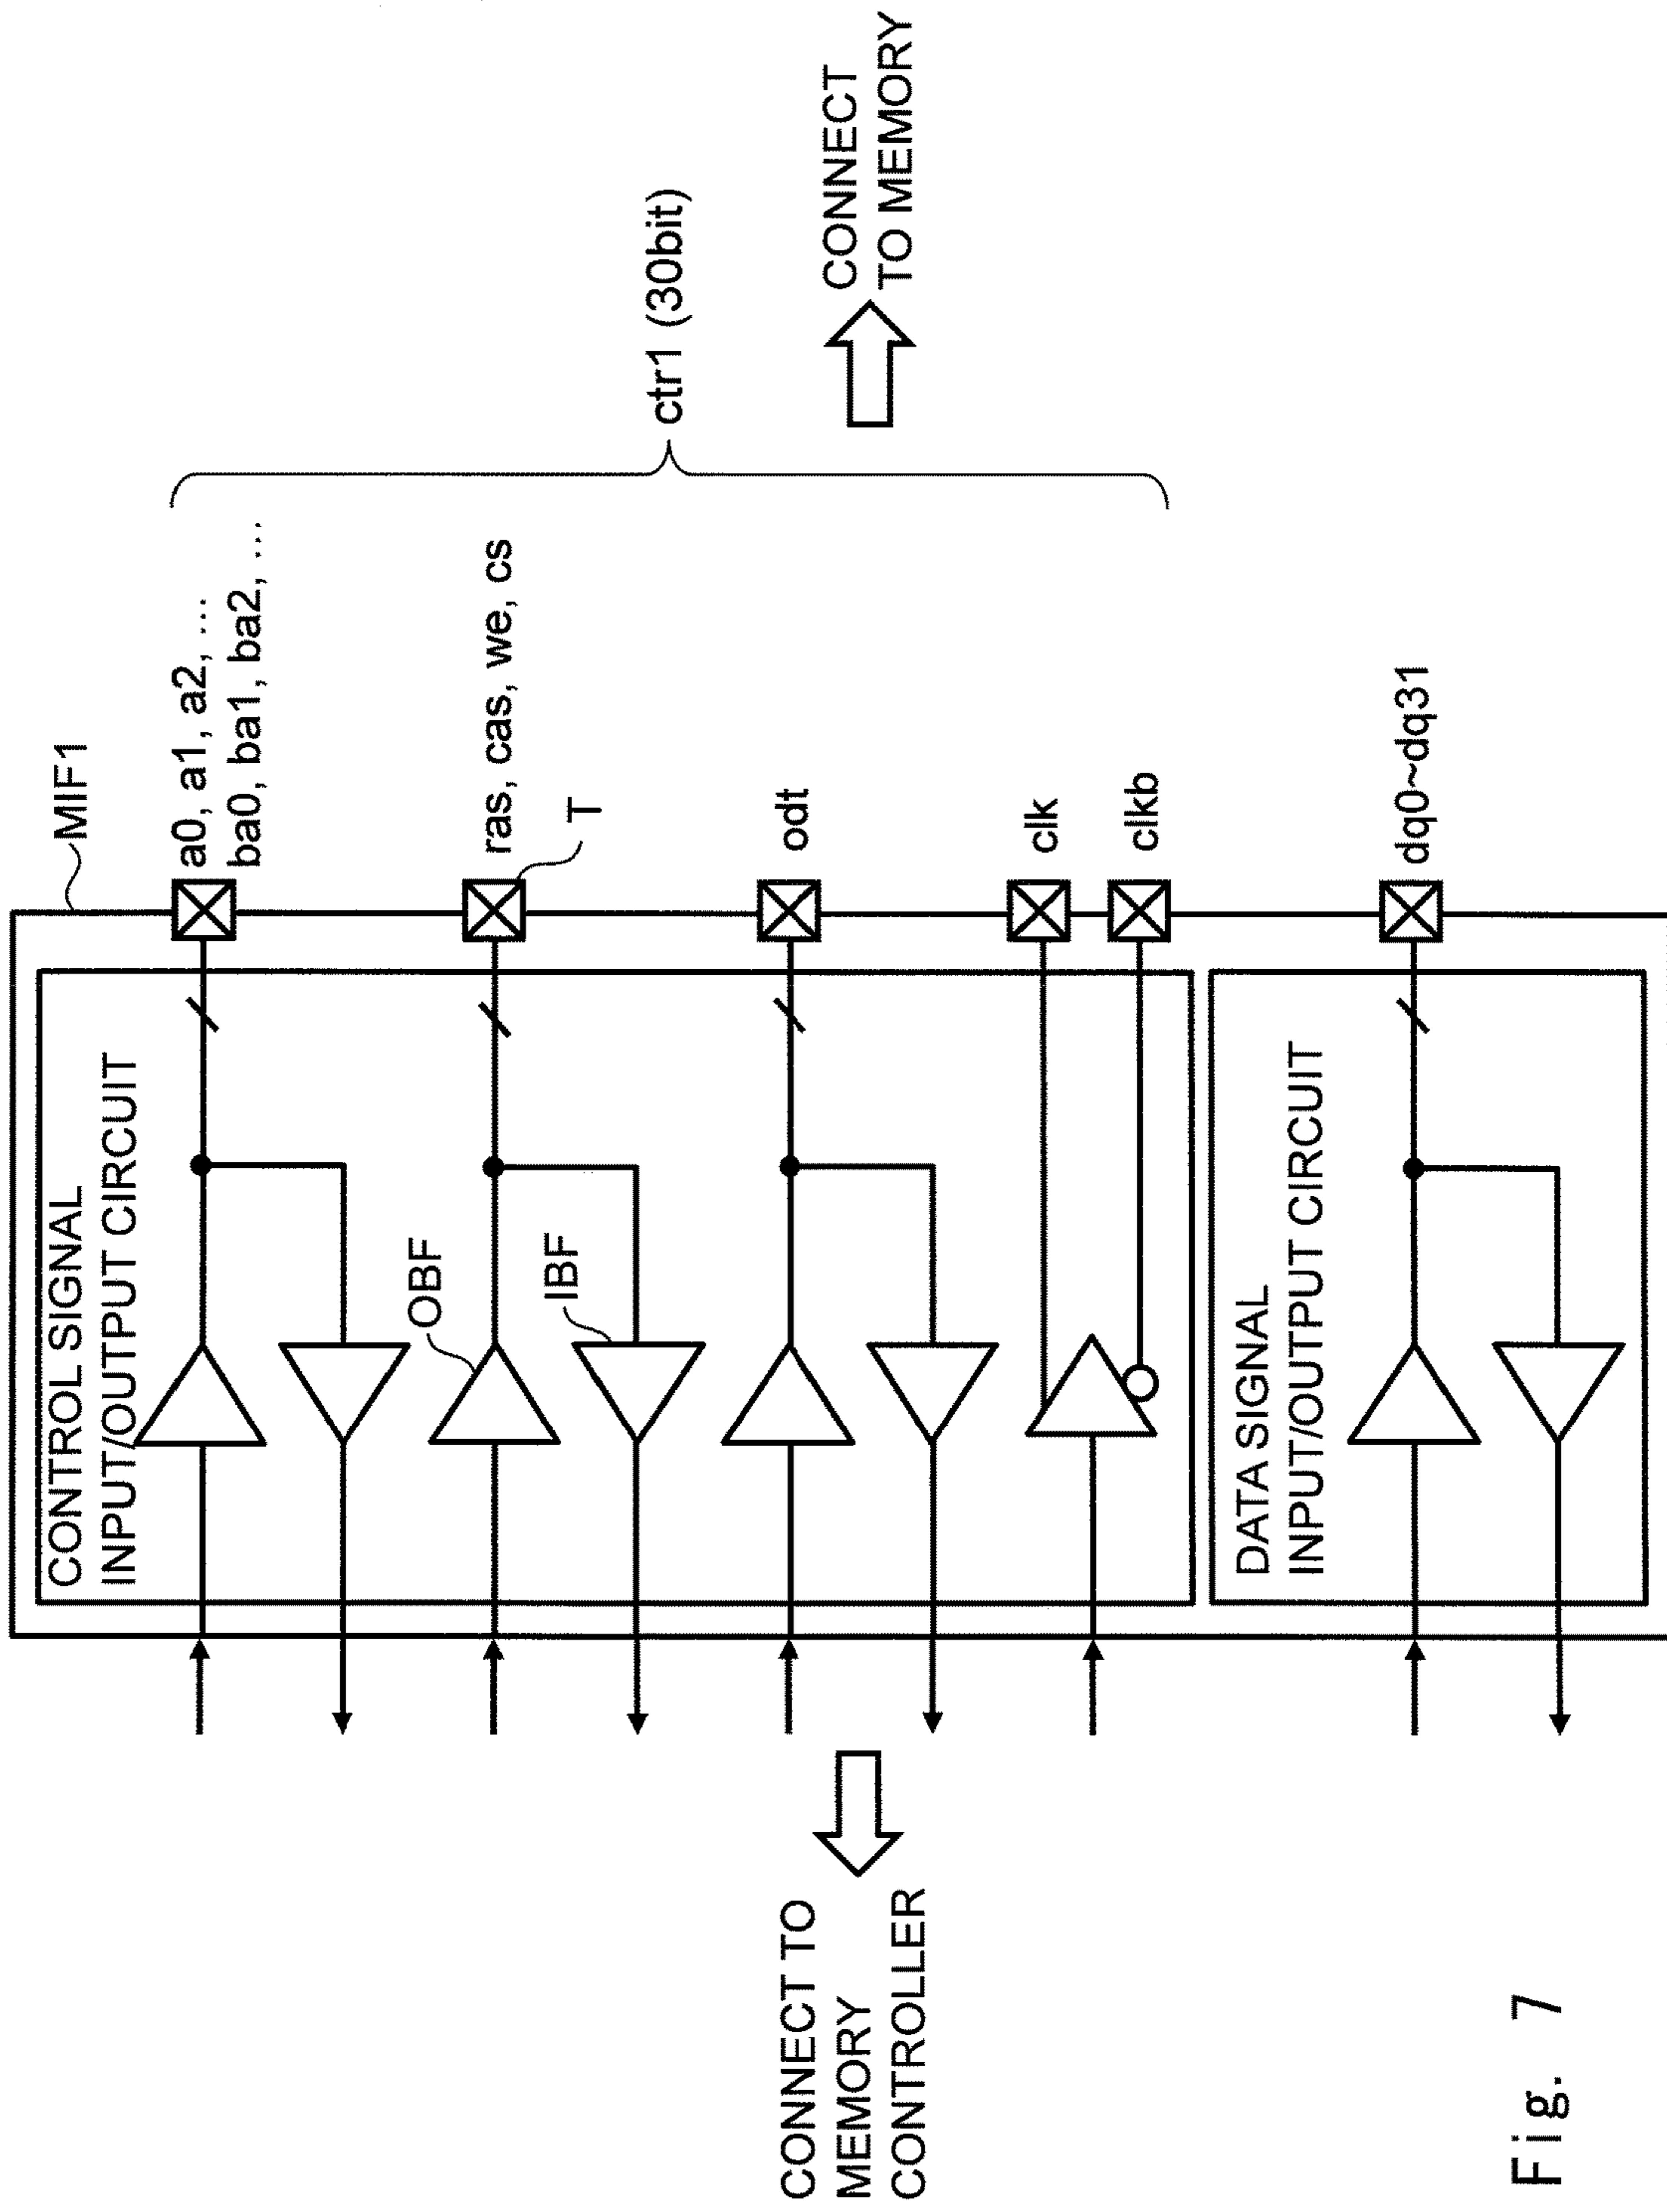 MIF1
CONTROL SIGNAL
INPUT/OUTPUT CIRCUIT
a0, a1, a2, ...
ba0, ba1, ba2, ...
OBF
ras, cas, we, cs
T
IBF
ctr1 (30bit)
odt
CONNECT TO
MEMORY
CONTROLLER
CONNECT
TO MEMORY
clk
clkb
DATA SIGNAL
INPUT/OUTPUT CIRCUIT
dq0~dq31
Fig. 7